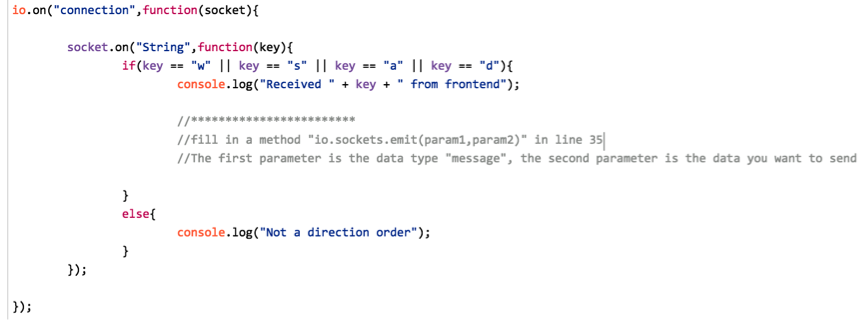 io.on("connection",function(socket){
socket.on("String",function(key){
if(key == "w" || key == "s" || key == "a" || key == "d"){
console.log("Received " + key + " from frontend");
//************************
//fill in a method "io.sockets.emit(param1,param2)" in line 35
//The first parameter is the data type "message", the second parameter is the data you want to send
}
else{
console.log("Not a direction order");
}
});
});